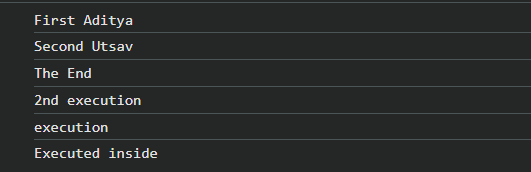 First Aditya
Second Utsav
The End
2nd execution
execution
Executed inside